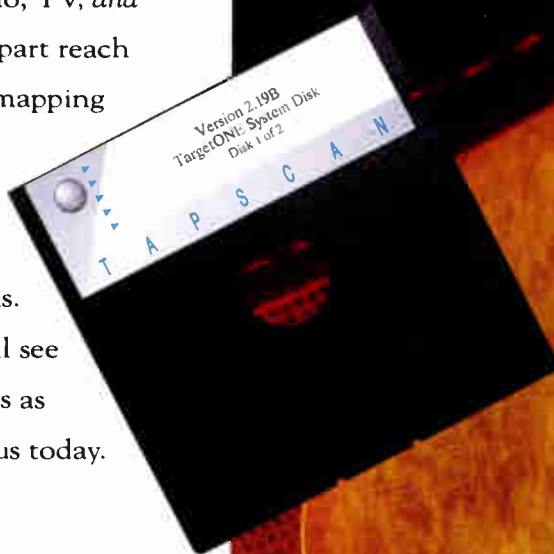 TV, and
part reach
mapping
Version 2.19B
TargetONE System Disk
Disk 1 of 2
TAPSCAN
see
as
us today.